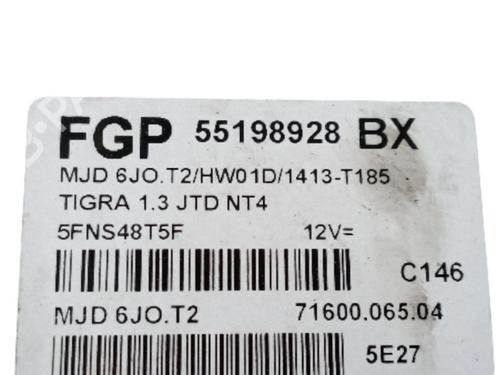 FGP 55198928 BX
MJD 6JO.T2/HW01D/1413-T185
TIGRA 1.3 JTD NT4
5FNS48T5F 12V=
C146
MJD 6JO.T2 71600.065.04
5E27